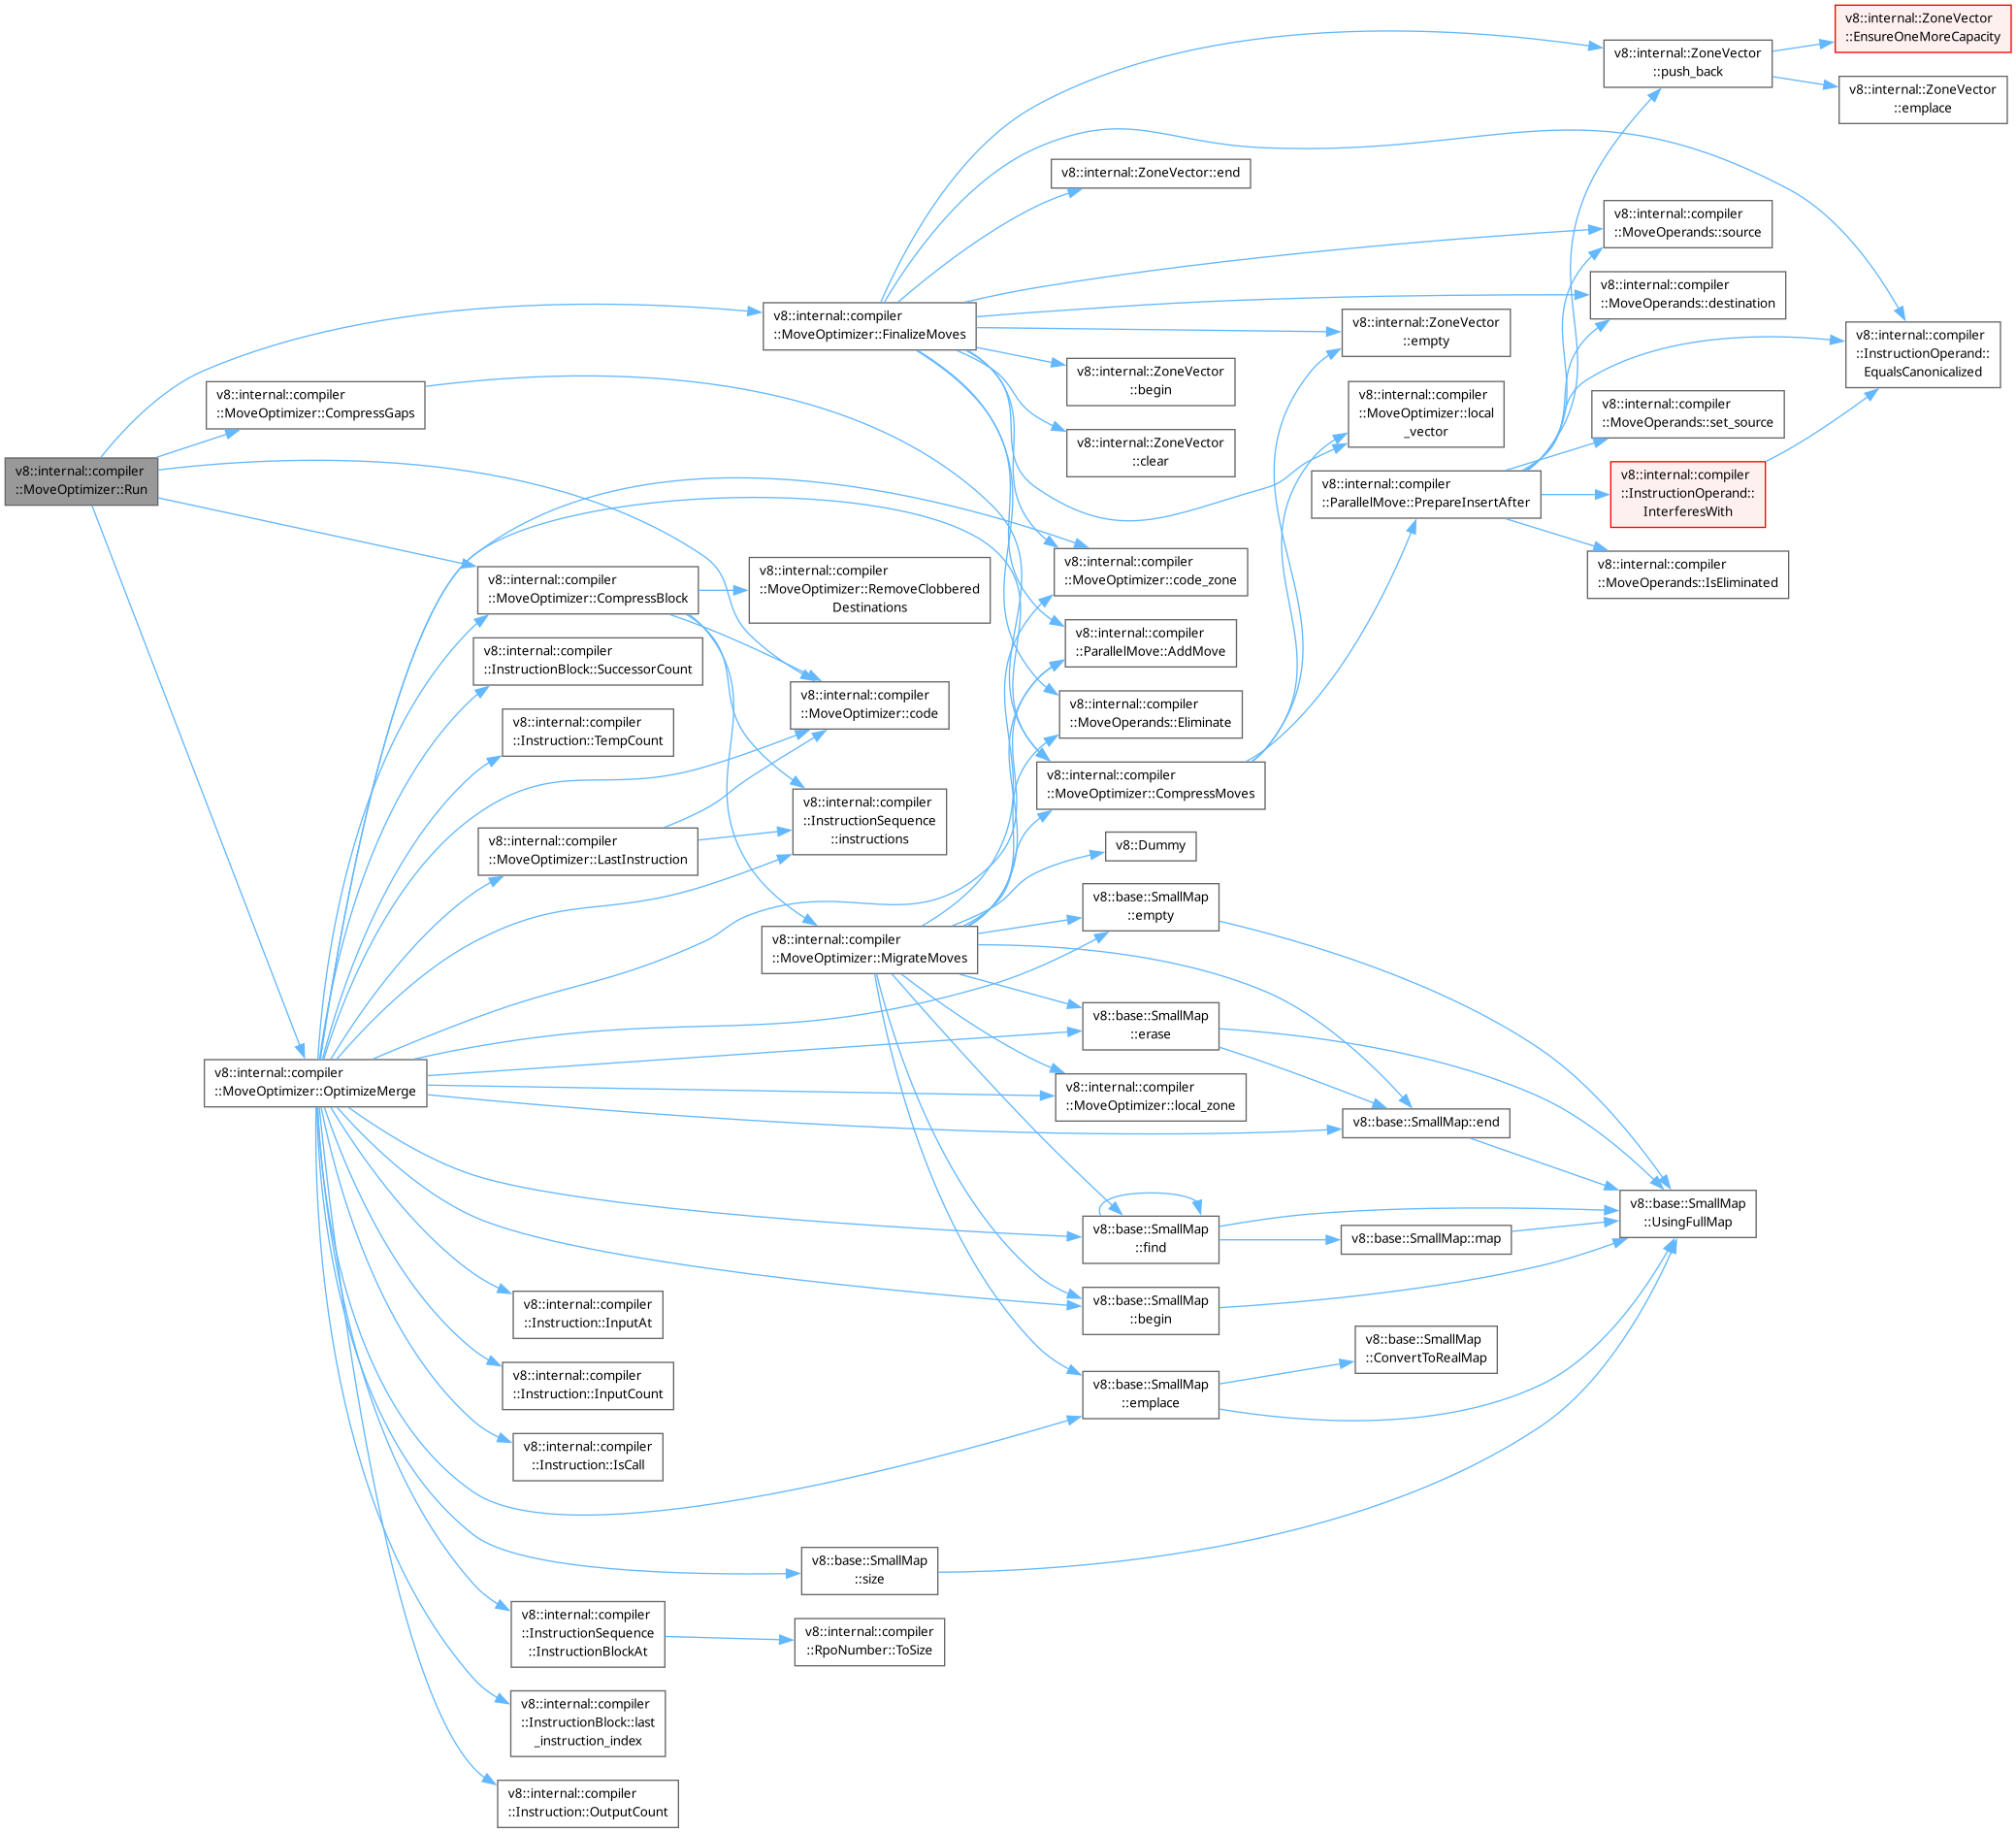 v8::internal::compiler
::MoveOptimizer::Run
v8::internal::compiler
::MoveOptimizer::CompressGaps
v8::internal::compiler
::MoveOptimizer::OptimizeMerge
v8::internal::compiler
::MoveOptimizer::CompressBlock
v8::internal::compiler
::InstructionBlock::SuccessorCount
v8::internal::compiler
::Instruction::TempCount
v8::internal::compiler
::MoveOptimizer::LastInstruction
v8::internal::compiler
::Instruction::InputAt
v8::internal::compiler
::Instruction::InputCount
v8::internal::compiler
::Instruction::IsCall
v8::internal::compiler
::InstructionSequence
::InstructionBlockAt
v8::internal::compiler
::InstructionBlock::last
_instruction_index
v8::internal::compiler
::Instruction::OutputCount
v8::internal::compiler
::MoveOptimizer::FinalizeMoves
v8::internal::compiler
::MoveOptimizer::RemoveClobbered
Destinations
v8::internal::compiler
::MoveOptimizer::code
v8::internal::compiler
::InstructionSequence
::instructions
v8::internal::compiler
::MoveOptimizer::MigrateMoves
v8::base::SmallMap
::size
v8::internal::compiler
::RpoNumber::ToSize
v8::internal::ZoneVector::end
v8::internal::ZoneVector
::begin
v8::internal::ZoneVector
::clear
v8::internal::compiler
::MoveOptimizer::code_zone
v8::internal::compiler
::ParallelMove::AddMove
v8::internal::compiler
::MoveOperands::Eliminate
v8::internal::compiler
::MoveOptimizer::CompressMoves
v8::Dummy
v8::base::SmallMap
::empty
v8::base::SmallMap
::erase
v8::internal::compiler
::MoveOptimizer::local_zone
v8::base::SmallMap
::find
v8::base::SmallMap
::begin
v8::base::SmallMap
::emplace
v8::internal::ZoneVector
::empty
v8::internal::compiler
::MoveOptimizer::local
_vector
v8::internal::compiler
::ParallelMove::PrepareInsertAfter
v8::base::SmallMap::end
v8::base::SmallMap::map
v8::base::SmallMap
::ConvertToRealMap
v8::internal::ZoneVector
::push_back
v8::internal::compiler
::MoveOperands::source
v8::internal::compiler
::MoveOperands::destination
v8::internal::compiler
::MoveOperands::set_source
v8::internal::compiler
::InstructionOperand::
InterferesWith
v8::internal::compiler
::MoveOperands::IsEliminated
v8::base::SmallMap
::UsingFullMap
v8::internal::ZoneVector
::EnsureOneMoreCapacity
v8::internal::ZoneVector
::emplace
v8::internal::compiler
::InstructionOperand::
EqualsCanonicalized